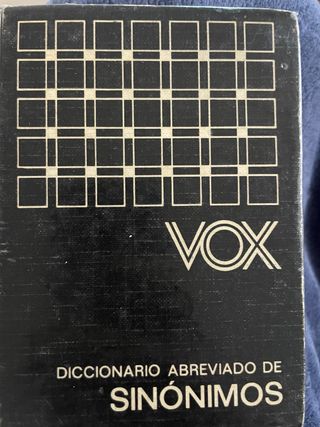 VOX
DICCIONARIO ABREVIADO DE
SINÓNIMOS